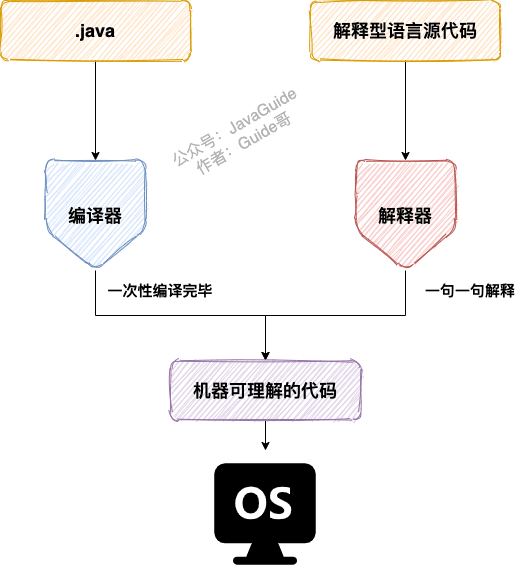 .java
解释型语言源代码
公众号：JavaGuide
作者：Guide哥
编译器
解释器
一次性编译完毕
一句一句解释
机器可理解的代码
OS